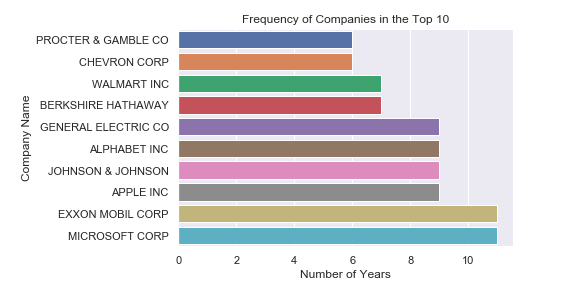 Frequency of Companies in the Top 10
PROCTER & GAMBLE CO
CHEVRON CORP
WALMART INC
BERKSHIRE HATHAWAY
GENERAL ELECTRIC CO
ALPHABET INC
JOHNSON & JOHNSON
APPLE INC
EXXON MOBIL CORP
MICROSOFT CORP
Company Name
0 2 4 6 8 10
Number of Years